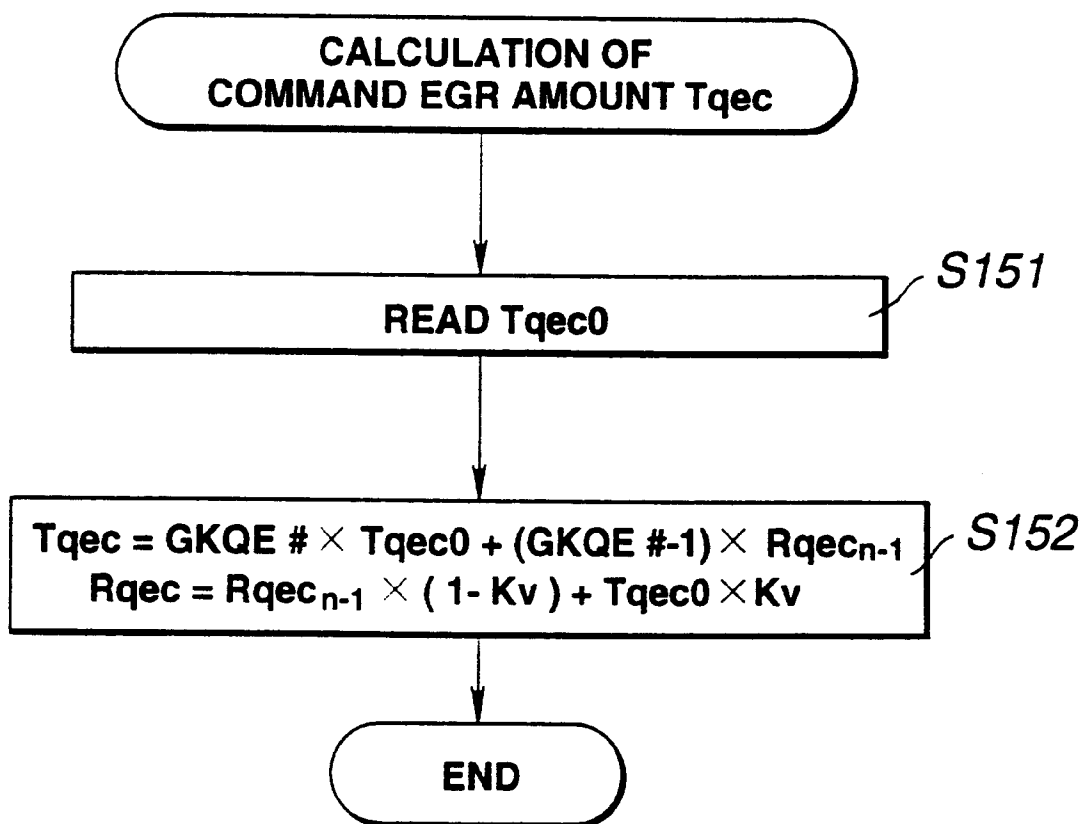 CALCULATION OF
COMMAND EGR AMOUNT Tqec
S151
READ Tqec0
S152
Tqec = GKQE # × Tqec0 + (GKQE #-1) × Rqecn-1
Rqec = Rqecn-1 × ( 1- Kv ) + Tqec0 × Kv
END